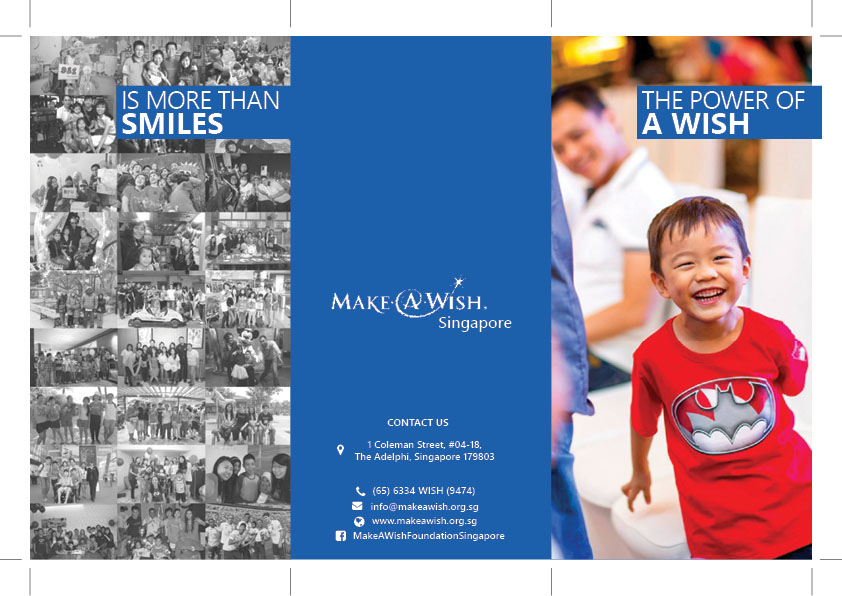 IS MORE THAN
SMILES
MAKE·A·WISH®
Singapore
CONTACT US
1 Coleman Street, #04-18,
The Adelphi, Singapore 179803
(65) 6334 WISH (9474)
info@makeawish.org.sg
www.makeawish.org.sg
MakeAWishFoundationSingapore
THE POWER OF
A WISH